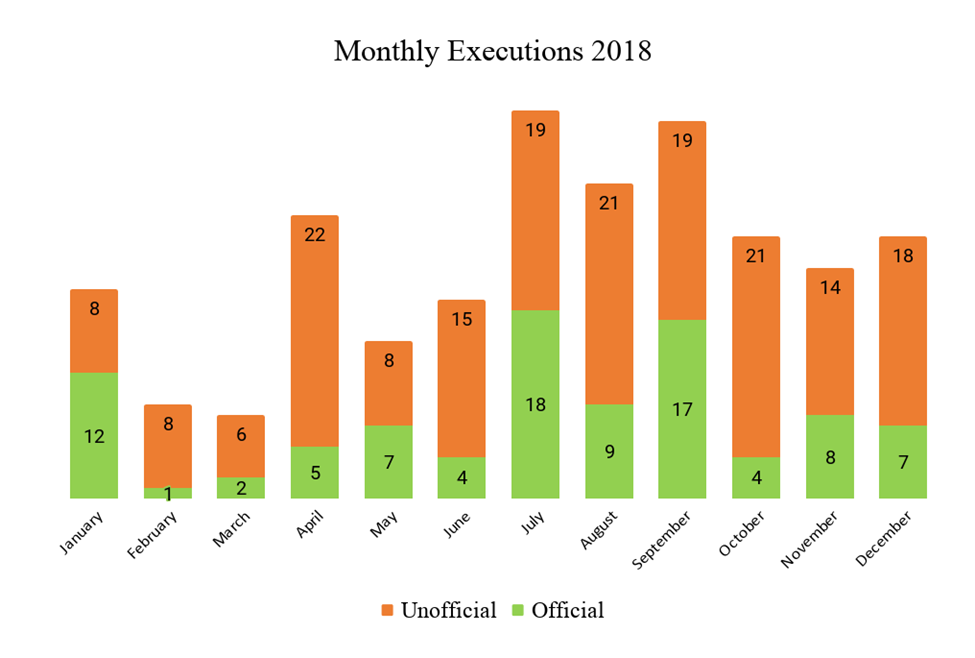 Monthly Executions 2018
19
19
21
22
21
18
8
14
15
8
8
6
12
18
17
9
8
7
7
5
4
4
2
1
January
February
March
April
May
June
July
August
September
October
November
December
Unofficial
Official